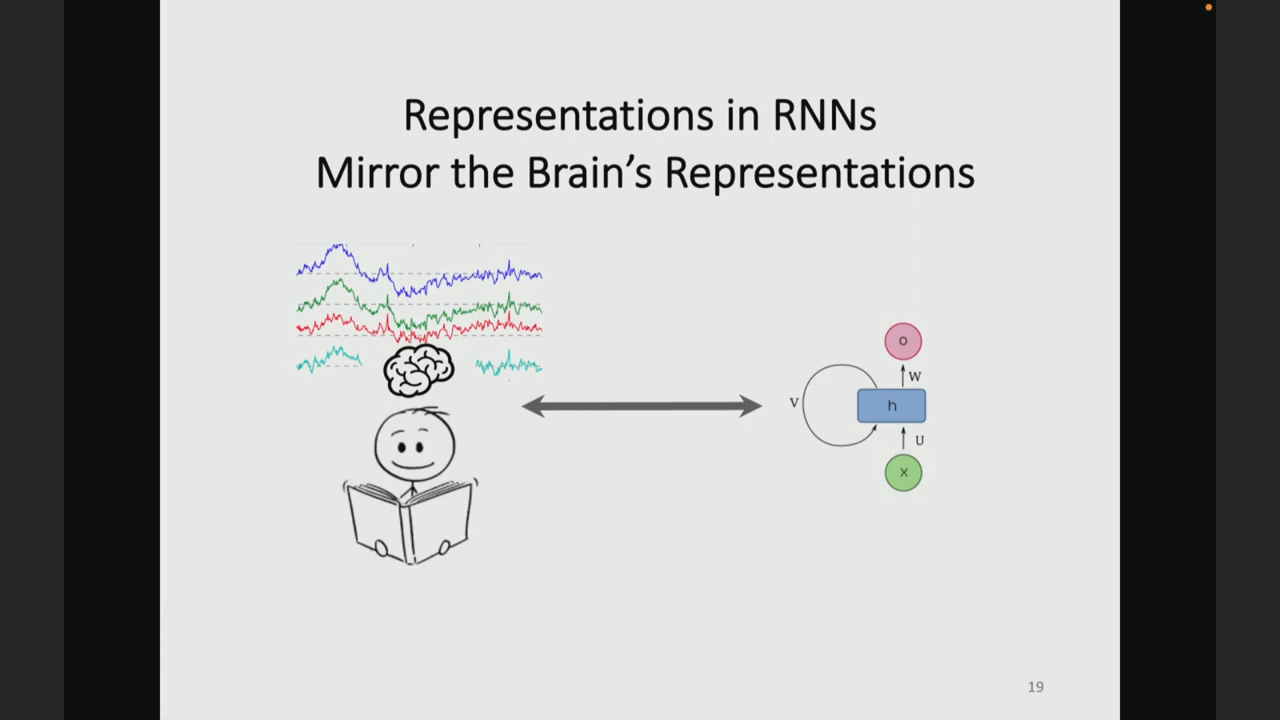 Representations in RNNs
Mirror the Brain's Representations
o
W
V
h
U
x
19